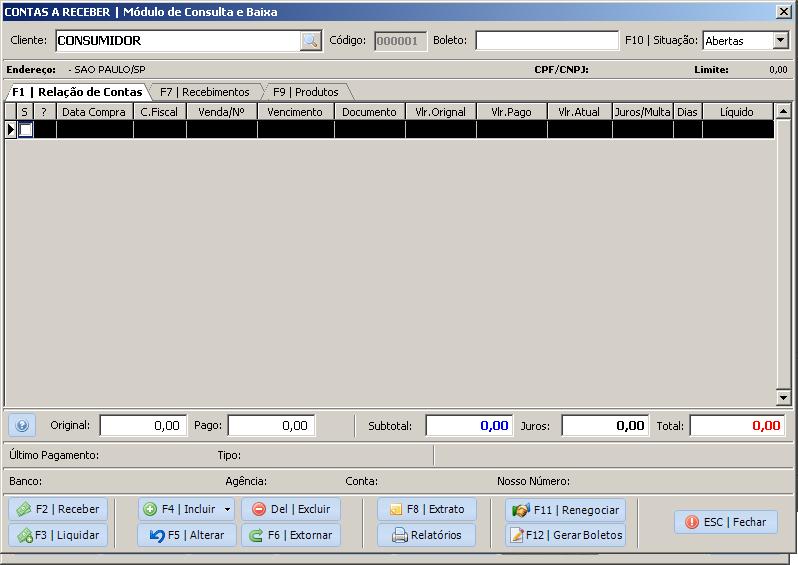 CONTAS A RECEBER | Módulo de Consulta e Baixa
Cliente: CONSUMIDOR Código: 000001 Boleto: F10 | Situação: Abertas
Endereço: - SAO PAULO/SP CPF/CNPJ: Limite: 0,00
F1 | Relação de Contas F7 | Recebimentos F9 | Produtos
S ? Data Compra C.Fiscal Venda/Nº Vencimento Documento Vlr.Orignal Vlr.Pago Vlr.Atual Juros/Multa Dias Líquido
Original: 0,00 Pago: 0,00 Subtotal: 0,00 Juros: 0,00 Total: 0,00
Último Pagamento: Tipo:
Banco: Agência: Conta: Nosso Número:
F2 | Receber F4 | Incluir Del | Excluir F8 | Extrato F11 | Renegociar ESC | Fechar
F3 | Liquidar F5 | Alterar F6 | Extornar Relatórios F12 | Gerar Boletos